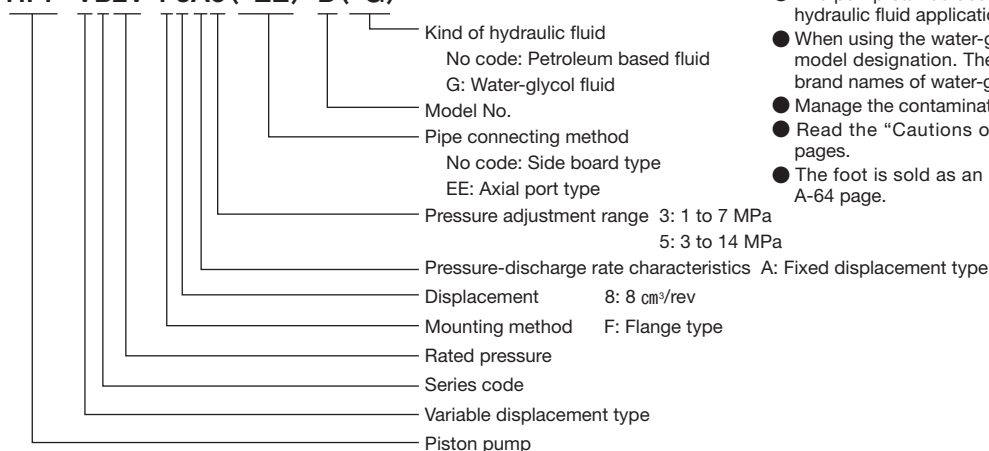 Kind of hydraulic fluid
No code: Petroleum based fluid
G: Water-glycol fluid
Model No.
Pipe connecting method
No code: Side board type
EE: Axial port type
Pressure adjustment range 3: 1 to 7 MPa
5: 3 to 14 MPa
Pressure-discharge rate characteristics A: Fixed displacement type
Displacement 8: 8 cm³/rev
Mounting method F: Flange type
Rated pressure
Series code
Variable displacement type
Piston pump
hydraulic fluid applicatio
● When using the water-g
model designation. The
brand names of water-g
● Manage the contaminat
● Read the “Cautions o
pages.
● The foot is sold as an
A-64 page.